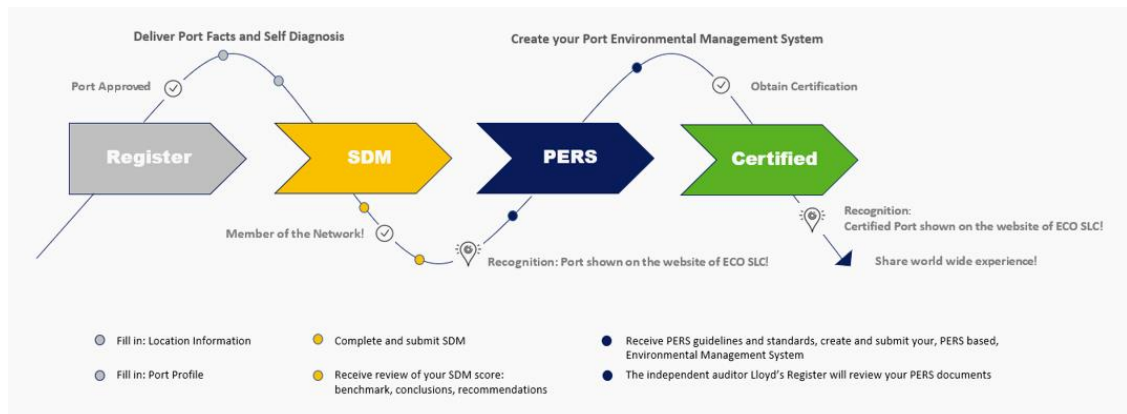 Deliver Port Facts and Self Diagnosis
Create your Port Environmental Management System
Port Approved
Obtain Certification
Register
SDM
PERS
Certified
Member of the Network!
Recognition: Port shown on the website of ECO SLC!
Recognition:
Certified Port shown on the website of ECO SLC!
Share world wide experience!
Fill in: Location Information
Fill in: Port Profile
Complete and submit SDM
Receive review of your SDM score:
benchmark, conclusions, recommendations
Receive PERS guidelines and standards, create and submit your, PERS based,
Environmental Management System
The independent auditor Lloyd's Register will review your PERS documents